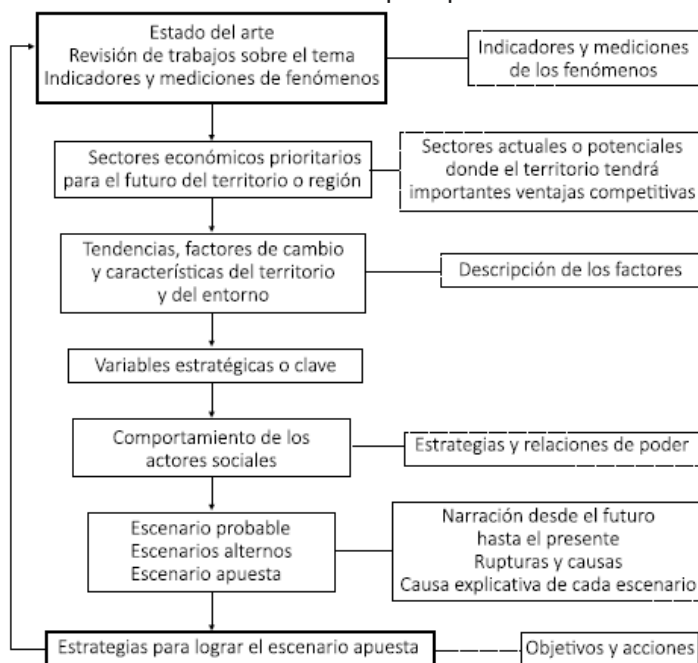 Estado del arte
Revisión de trabajos sobre el tema
Indicadores y mediciones de fenómenos
Indicadores y mediciones
de los fenómenos
Sectores económicos prioritarios
para el futuro del territorio o región
Sectores actuales o potenciales
donde el territorio tendrá
importantes ventajas competitivas
Tendencias, factores de cambio
y características del territorio
y del entorno
Descripción de los factores
Variables estratégicas o clave
Comportamiento de los
actores sociales
Estrategias y relaciones de poder
Escenario probable
Escenarios alternos
Escenario apuesta
Narración desde el futuro
hasta el presente
Rupturas y causas
Causa explicativa de cada escenario
Estrategias para lograr el escenario apuesta
Objetivos y acciones